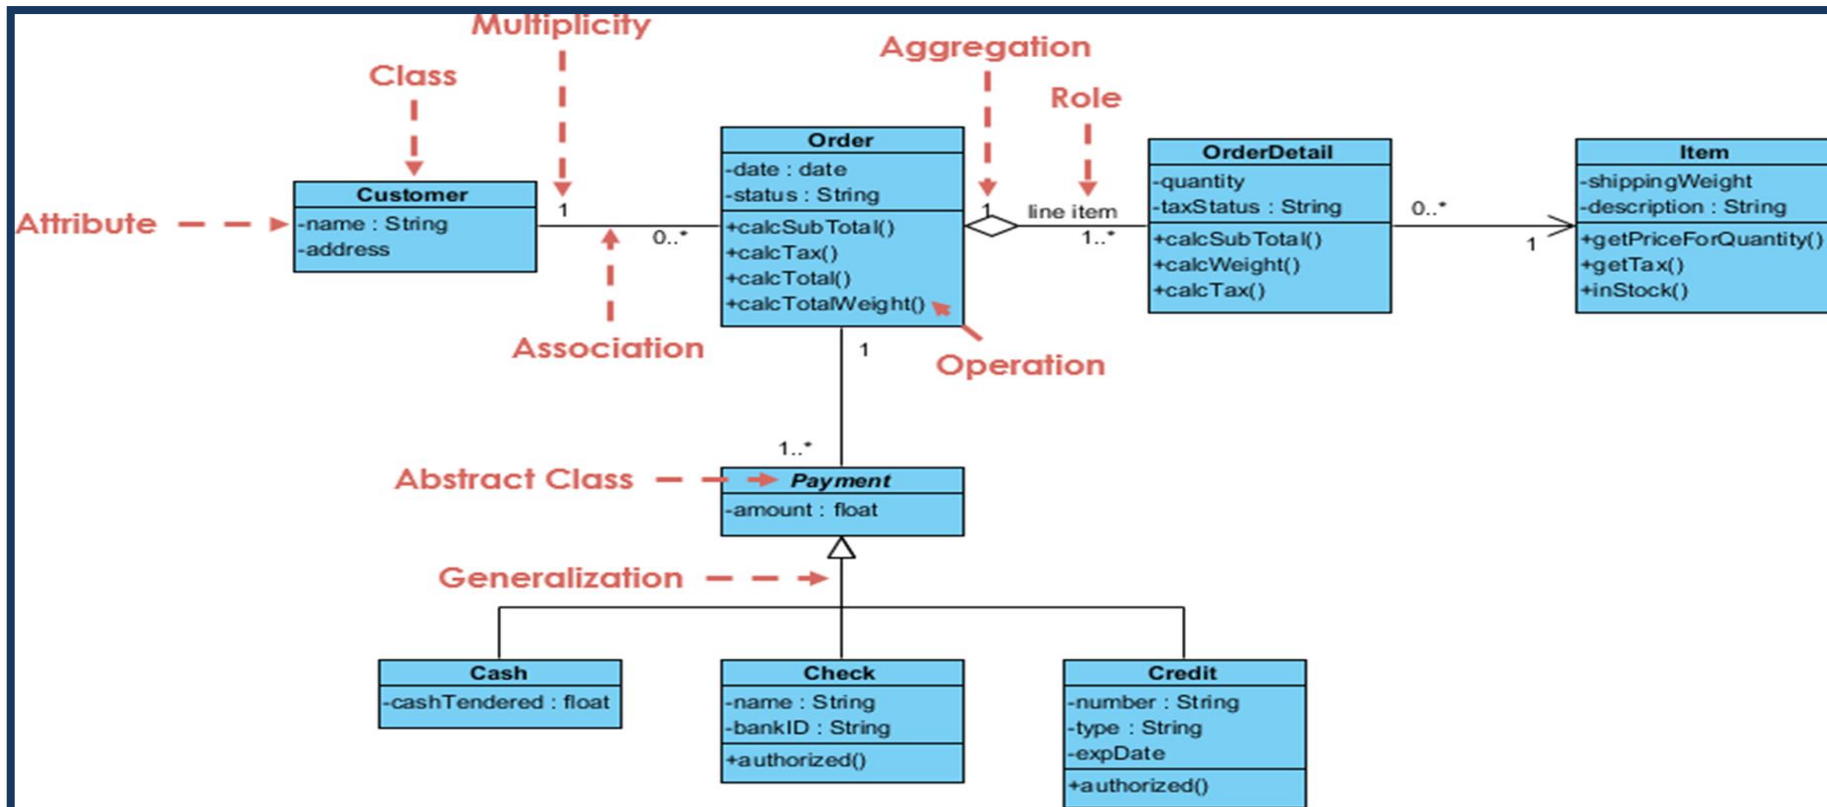 Multiplicity
Aggregation
Class
Role
Order
-date : date
-status : String
+calcSubTotal()
+calcTax()
+calcTotal()
+calcTotalWeight()
OrderDetail
-quantity
-taxStatus : String
+calcSubTotal()
+calcWeight()
+calcTax()
Item
-shippingWeight
-description : String
+getPriceForQuantity()
+getTax()
+inStock()
Customer
-name : String
-address
Attribute
1
0..*
1
line item
1..*
0..*
1
Association
Operation
1
1..*
Abstract Class
Payment
-amount : float
Generalization
Cash
-cashTendered : float
Check
-name : String
-bankID : String
+authorized()
Credit
-number : String
-type : String
-expDate
+authorized()